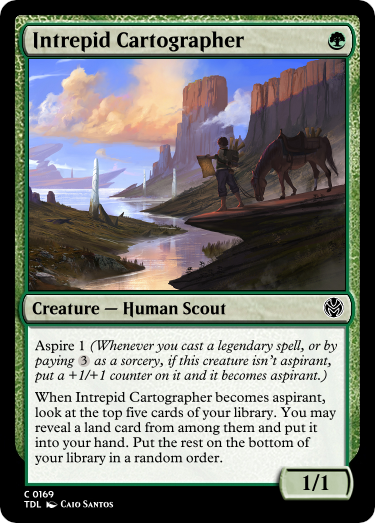 Intrepid Cartographer
Creature — Human Scout
Aspire 1 (Whenever you cast a legendary spell, or by
paying 3 as a sorcery, if this creature isn't aspirant,
put a +1/+1 counter on it and it becomes aspirant.)
When Intrepid Cartographer becomes aspirant,
look at the top five cards of your library. You may
reveal a land card from among them and put it
into your hand. Put the rest on the bottom of
your library in a random order.
1/1
C 0169
TDL Caio Santos